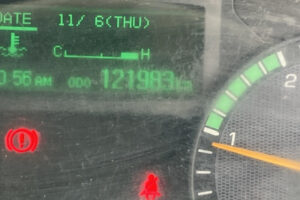 DATE 11/ 6(THU)
C H
0:56 AM ODO 121983 km
2
1